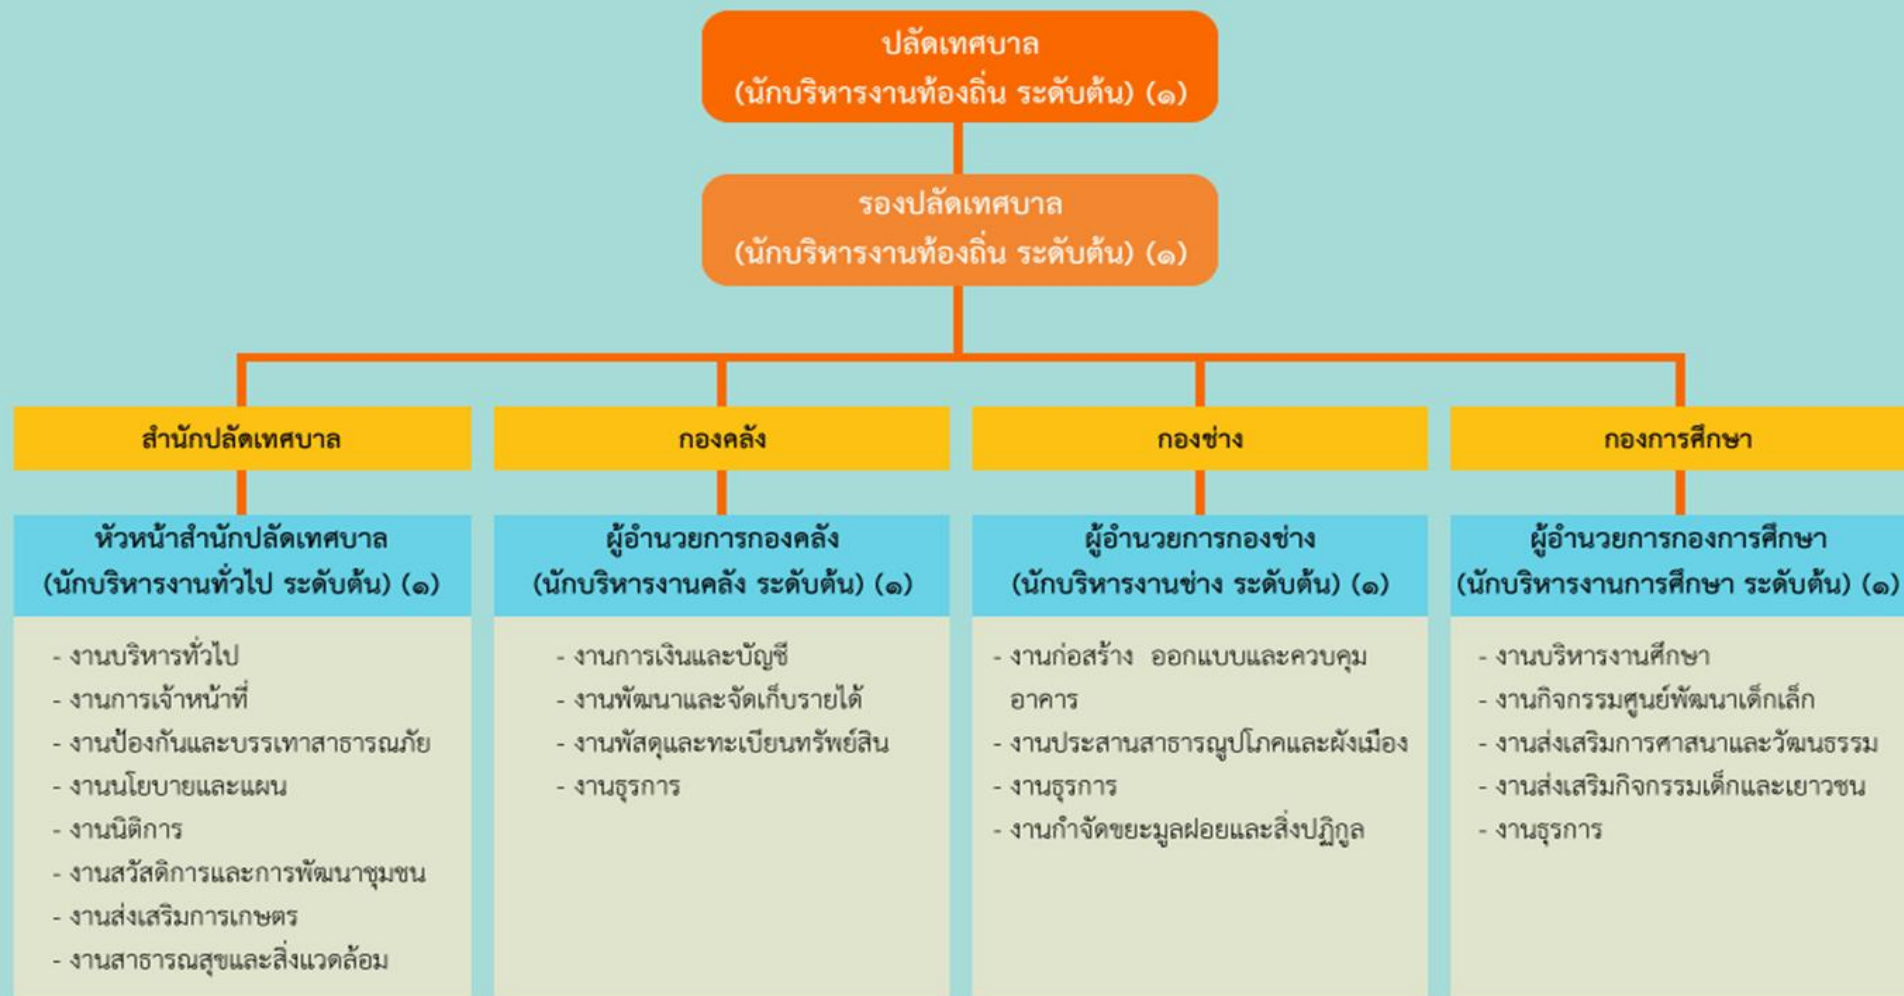 ปลัดเทศบาล
(นักบริหารงานท้องถิ่น ระดับต้น) (๑)
รองปลัดเทศบาล
(นักบริหารงานท้องถิ่น ระดับต้น) (๑)
สำนักปลัดเทศบาล
หัวหน้าสำนักปลัดเทศบาล
(นักบริหารงานทั่วไป ระดับต้น) (๑)
- งานบริหารทั่วไป
- งานการเจ้าหน้าที่
- งานป้องกันและบรรเทาสาธารณภัย
- งานนโยบายและแผน
- งานนิติการ
- งานสวัสดิการและการพัฒนาชุมชน
- งานส่งเสริมการเกษตร
- งานสาธารณสุขและสิ่งแวดล้อม
กองคลัง
ผู้อำนวยการกองคลัง
(นักบริหารงานคลัง ระดับต้น) (๑)
- งานการเงินและบัญชี
- งานพัฒนาและจัดเก็บรายได้
- งานพัสดุและทะเบียนทรัพย์สิน
- งานธุรการ
กองช่าง
ผู้อำนวยการกองช่าง
(นักบริหารงานช่าง ระดับต้น) (๑)
- งานก่อสร้าง ออกแบบและควบคุม
อาคาร
- งานประสานสาธารณูปโภคและผังเมือง
- งานธุรการ
- งานกำจัดขยะมูลฝอยและสิ่งปฏิกูล
กองการศึกษา
ผู้อำนวยการกองการศึกษา
(นักบริหารงานการศึกษา ระดับต้น) (๑)
- งานบริหารงานศึกษา
- งานกิจกรรมศูนย์พัฒนาเด็กเล็ก
- งานส่งเสริมการศาสนาและวัฒนธรรม
- งานส่งเสริมกิจกรรมเด็กและเยาวชน
- งานธุรการ